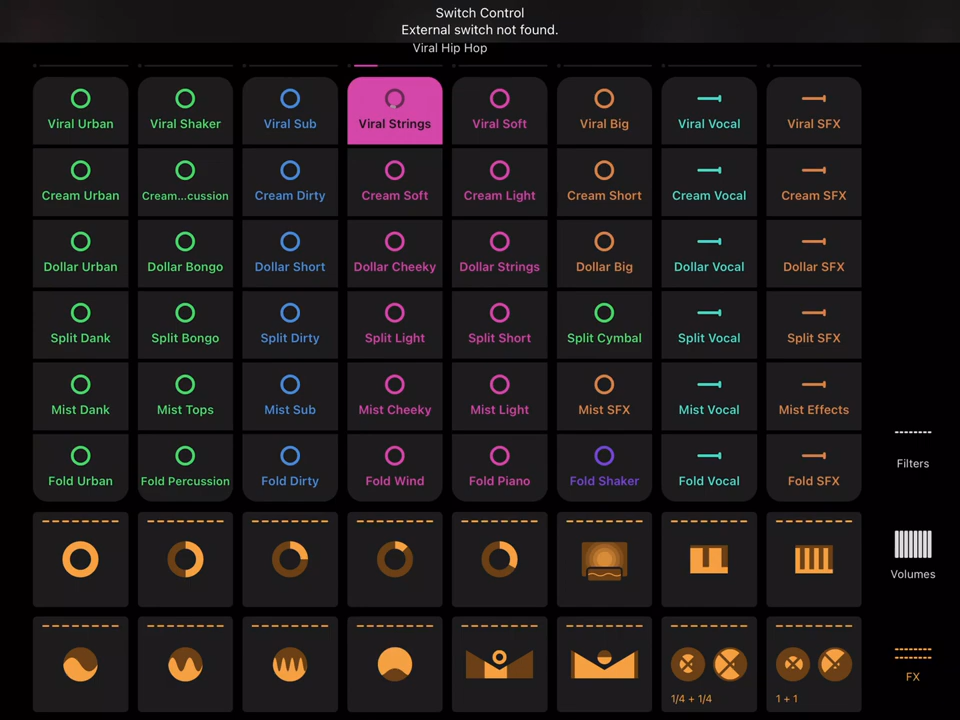 Switch Control
External switch not found.
Viral Hip Hop
Viral Urban
Viral Shaker
Viral Sub
Viral Strings
Viral Soft
Viral Big
Viral Vocal
Viral SFX
Cream Urban
Cream...cussion
Cream Dirty
Cream Soft
Cream Light
Cream Short
Cream Vocal
Cream SFX
Dollar Urban
Dollar Bongo
Dollar Short
Dollar Cheeky
Dollar Strings
Dollar Big
Dollar Vocal
Dollar SFX
Split Dank
Split Bongo
Split Dirty
Split Light
Split Short
Split Cymbal
Split Vocal
Split SFX
Mist Dank
Mist Tops
Mist Sub
Mist Cheeky
Mist Light
Mist SFX
Mist Vocal
Mist Effects
Fold Urban
Fold Percussion
Fold Dirty
Fold Wind
Fold Piano
Fold Shaker
Fold Vocal
Fold SFX
Filters
Volumes
FX
1/4 + 1/4
1 + 1